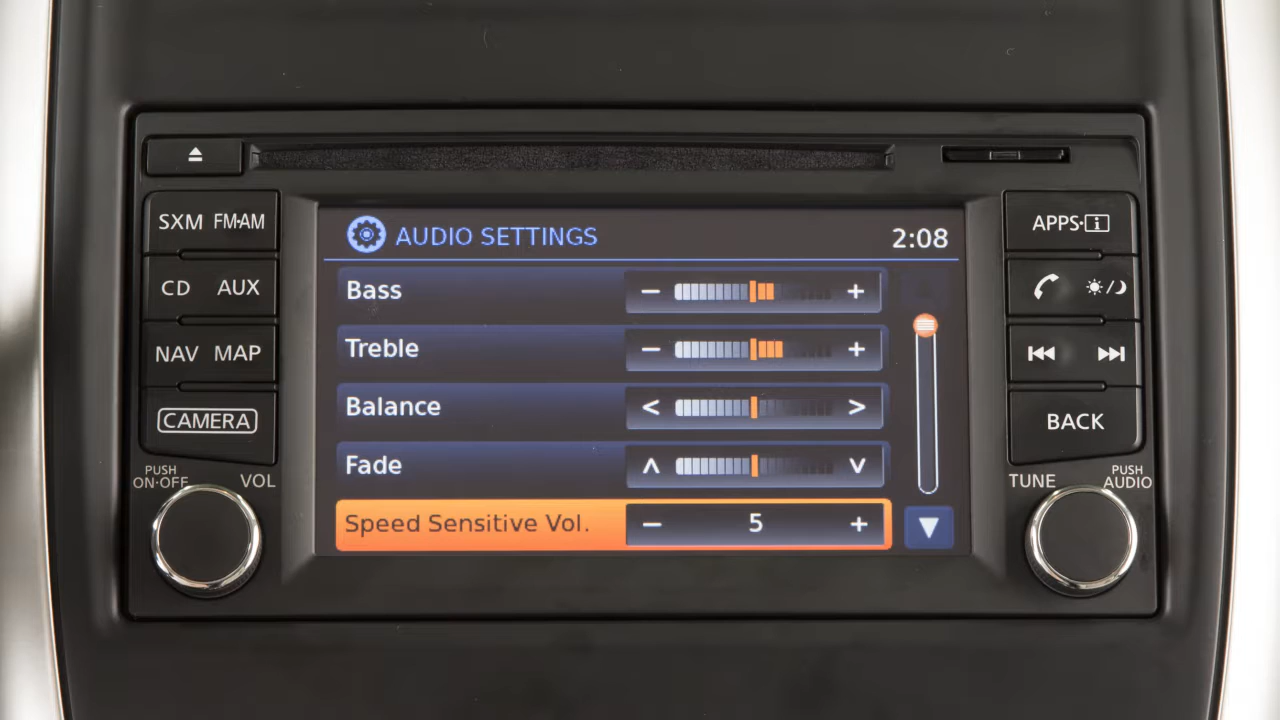 SXM FM·AM
CD AUX
NAV MAP
CAMERA
PUSH
ON·OFF
VOL
AUDIO SETTINGS
2:08
Bass
− +
Treble
− +
Balance
< >
Fade
Speed Sensitive Vol.
− 5 +
APPS·i
BACK
TUNE
PUSH
AUDIO